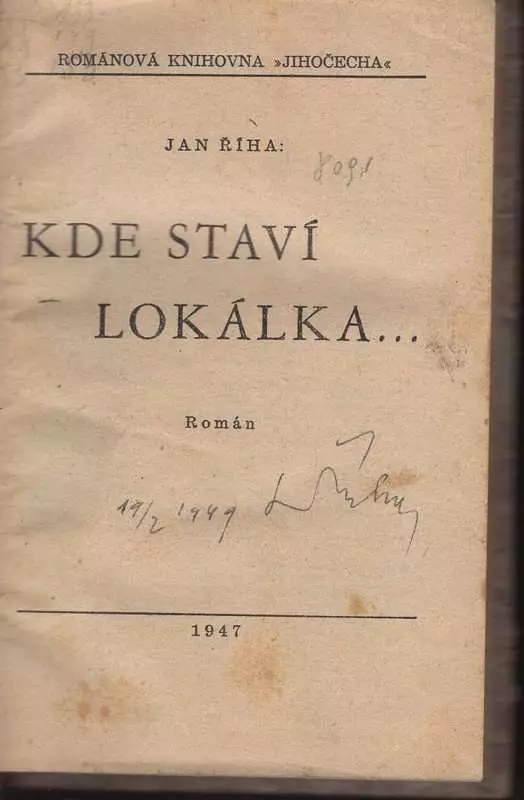 ROMÁNOVÁ KNIHOVNA »JIHOČECHA«
JAN ŘÍHA:
KDE STAVÍ
LOKÁLKA...
Román
19/2 1949
1947